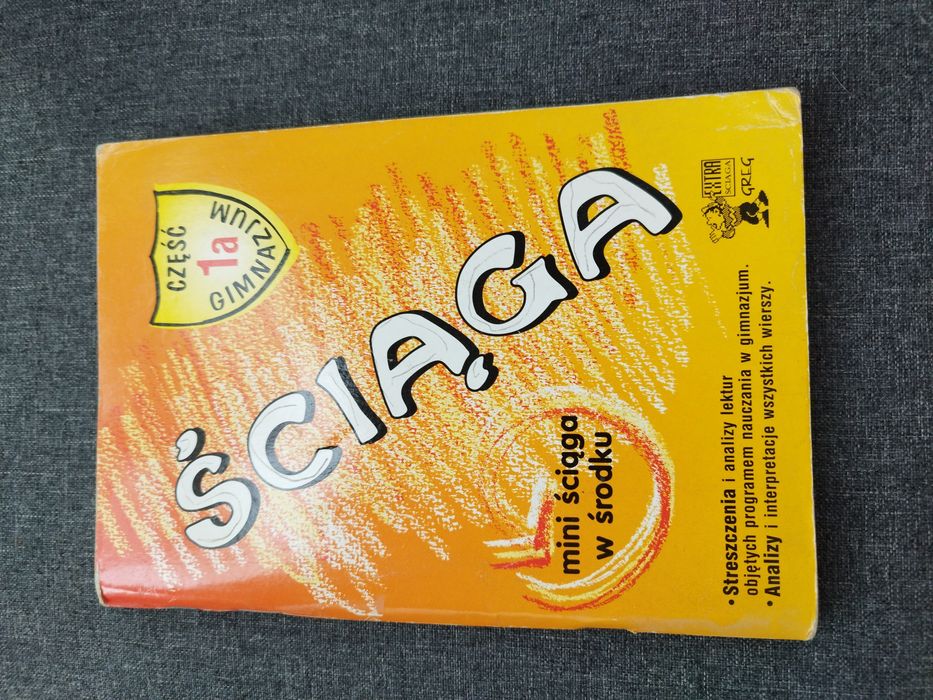 CZĘŚĆ
1a
GIMNAZJUM
ŚCIĄGA
mini ściąga
w środku
• Streszczenia i analizy lektur
objętych programem nauczania w gimnazjum.
• Analizy i interpretacje wszystkich wierszy.
EXTRA
ŚCIĄGA
GREG